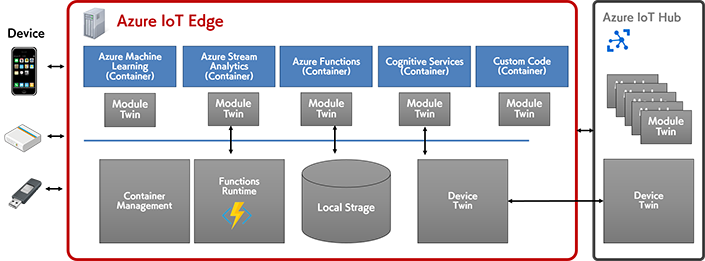 Azure IoT Edge
Azure IoT Hub
Device
Azure Machine
Learning
(Container)
Azure Stream
Analytics
(Container)
Azure Functions
(Container)
Cognitive Services
(Container)
Custom Code
(Container)
Module
Twin
Module
Twin
Module
Twin
Module
Twin
Module
Twin
Module
Twin
Container
Management
Functions
Runtime
Local Strage
Device
Twin
Device
Twin